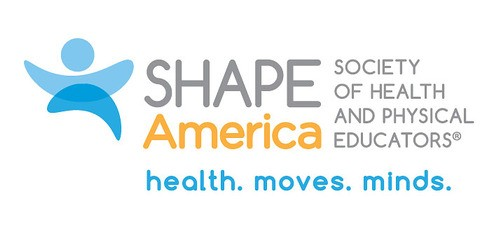 SHAPE
America
SOCIETY
OF HEALTH
AND PHYSICAL
EDUCATORS®
health. moves. minds.